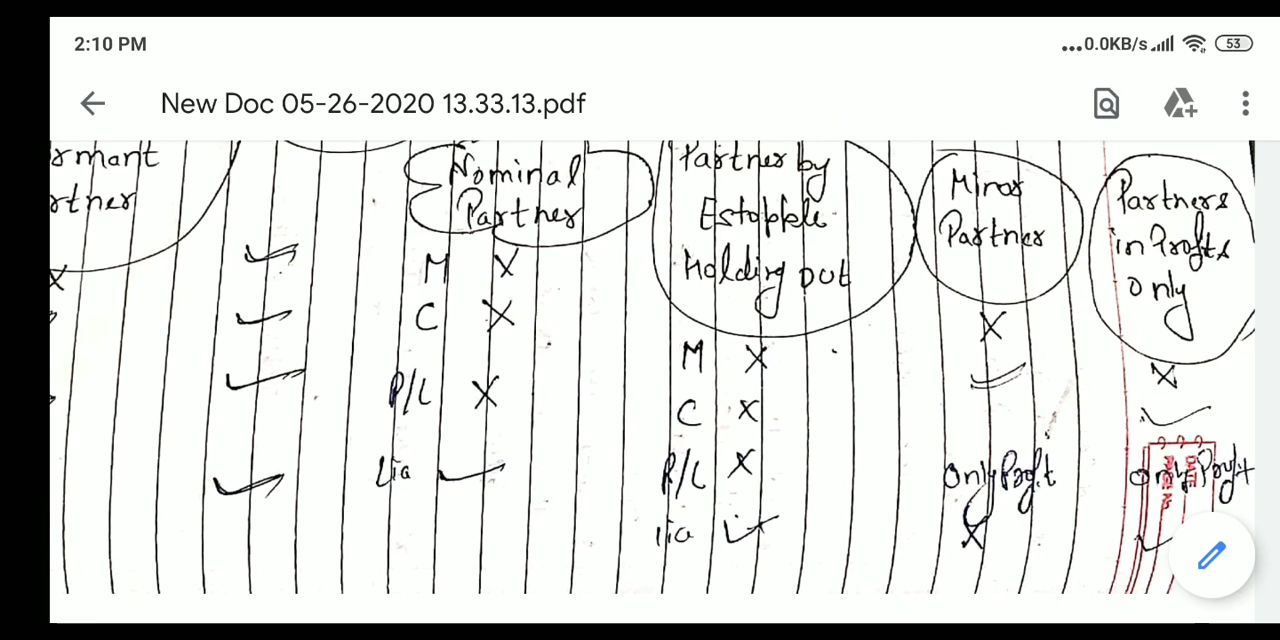 2:10 PM
...0.0KB/s 53
New Doc 05-26-2020 13.33.13.pdf
rmant
rtner
X
Nominal
Partner
M X
C X
P/L X
Lia
Partner by
Estopple
Holding out
M X
C X
P/L X
lia
Minor
Partner
X
Only Profit
X
Partners
in Profits
only
X
Only Profit